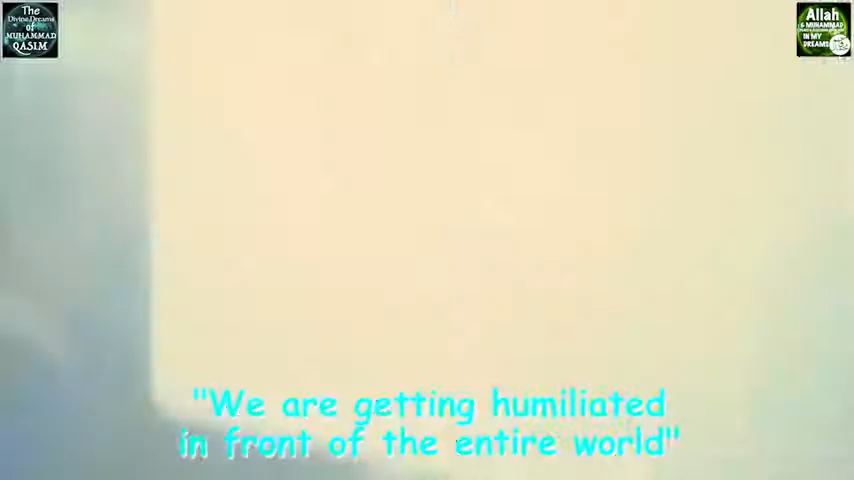 The
Divine Dreams
of
MUHAMMAD
QASIM
Allah
& MUHAMMAD
IN MY
DREAMS
"We are getting humiliated
in front of the entire world"